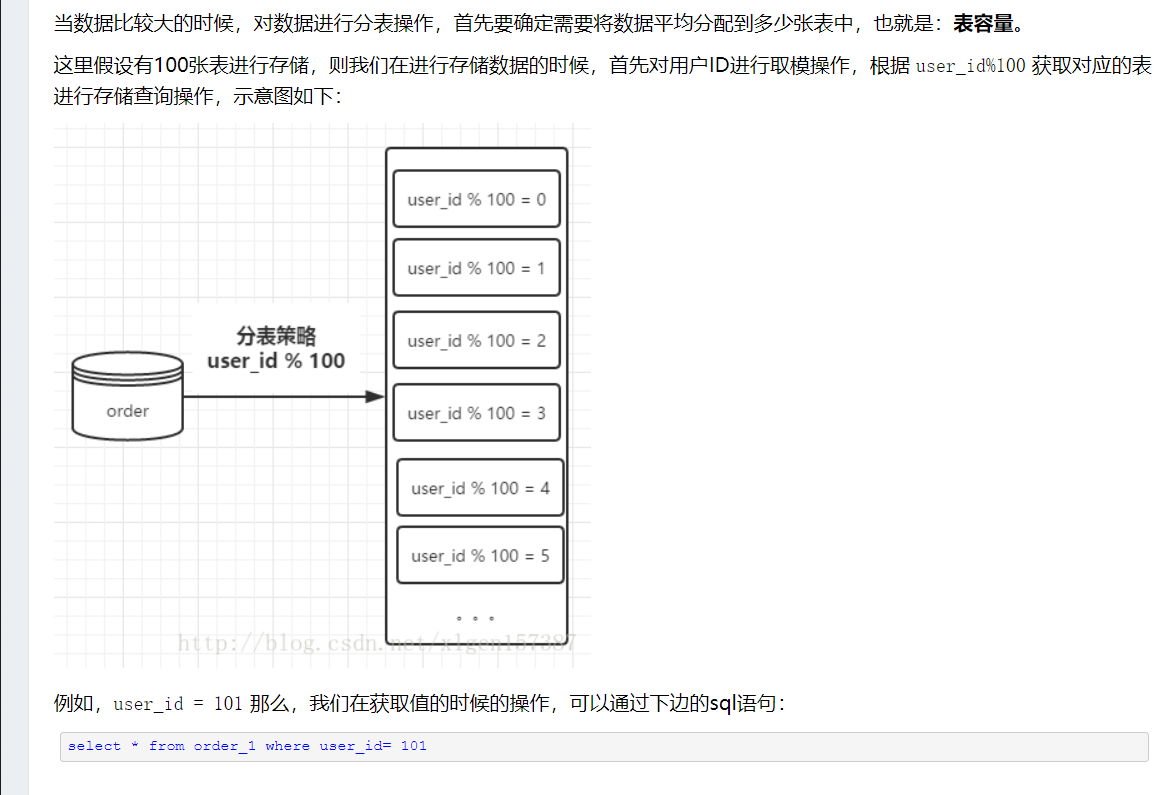 当数据比较大的时候，对数据进行分表操作，首先要确定需要将数据平均分配到多少张表中，也就是：表容量。
这里假设有100张表进行存储，则我们在进行存储数据的时候，首先对用户ID进行取模操作，根据 user_id%100 获取对应的表
进行存储查询操作，示意图如下：
user_id % 100 = 0
user_id % 100 = 1
分表策略
user_id % 100
user_id % 100 = 2
order
user_id % 100 = 3
user_id % 100 = 4
user_id % 100 = 5
。。。
http://blog.csdn.net/xlgen157387
例如，user_id = 101 那么，我们在获取值的时候的操作，可以通过下边的sql语句：
select * from order_1 where user_id= 101